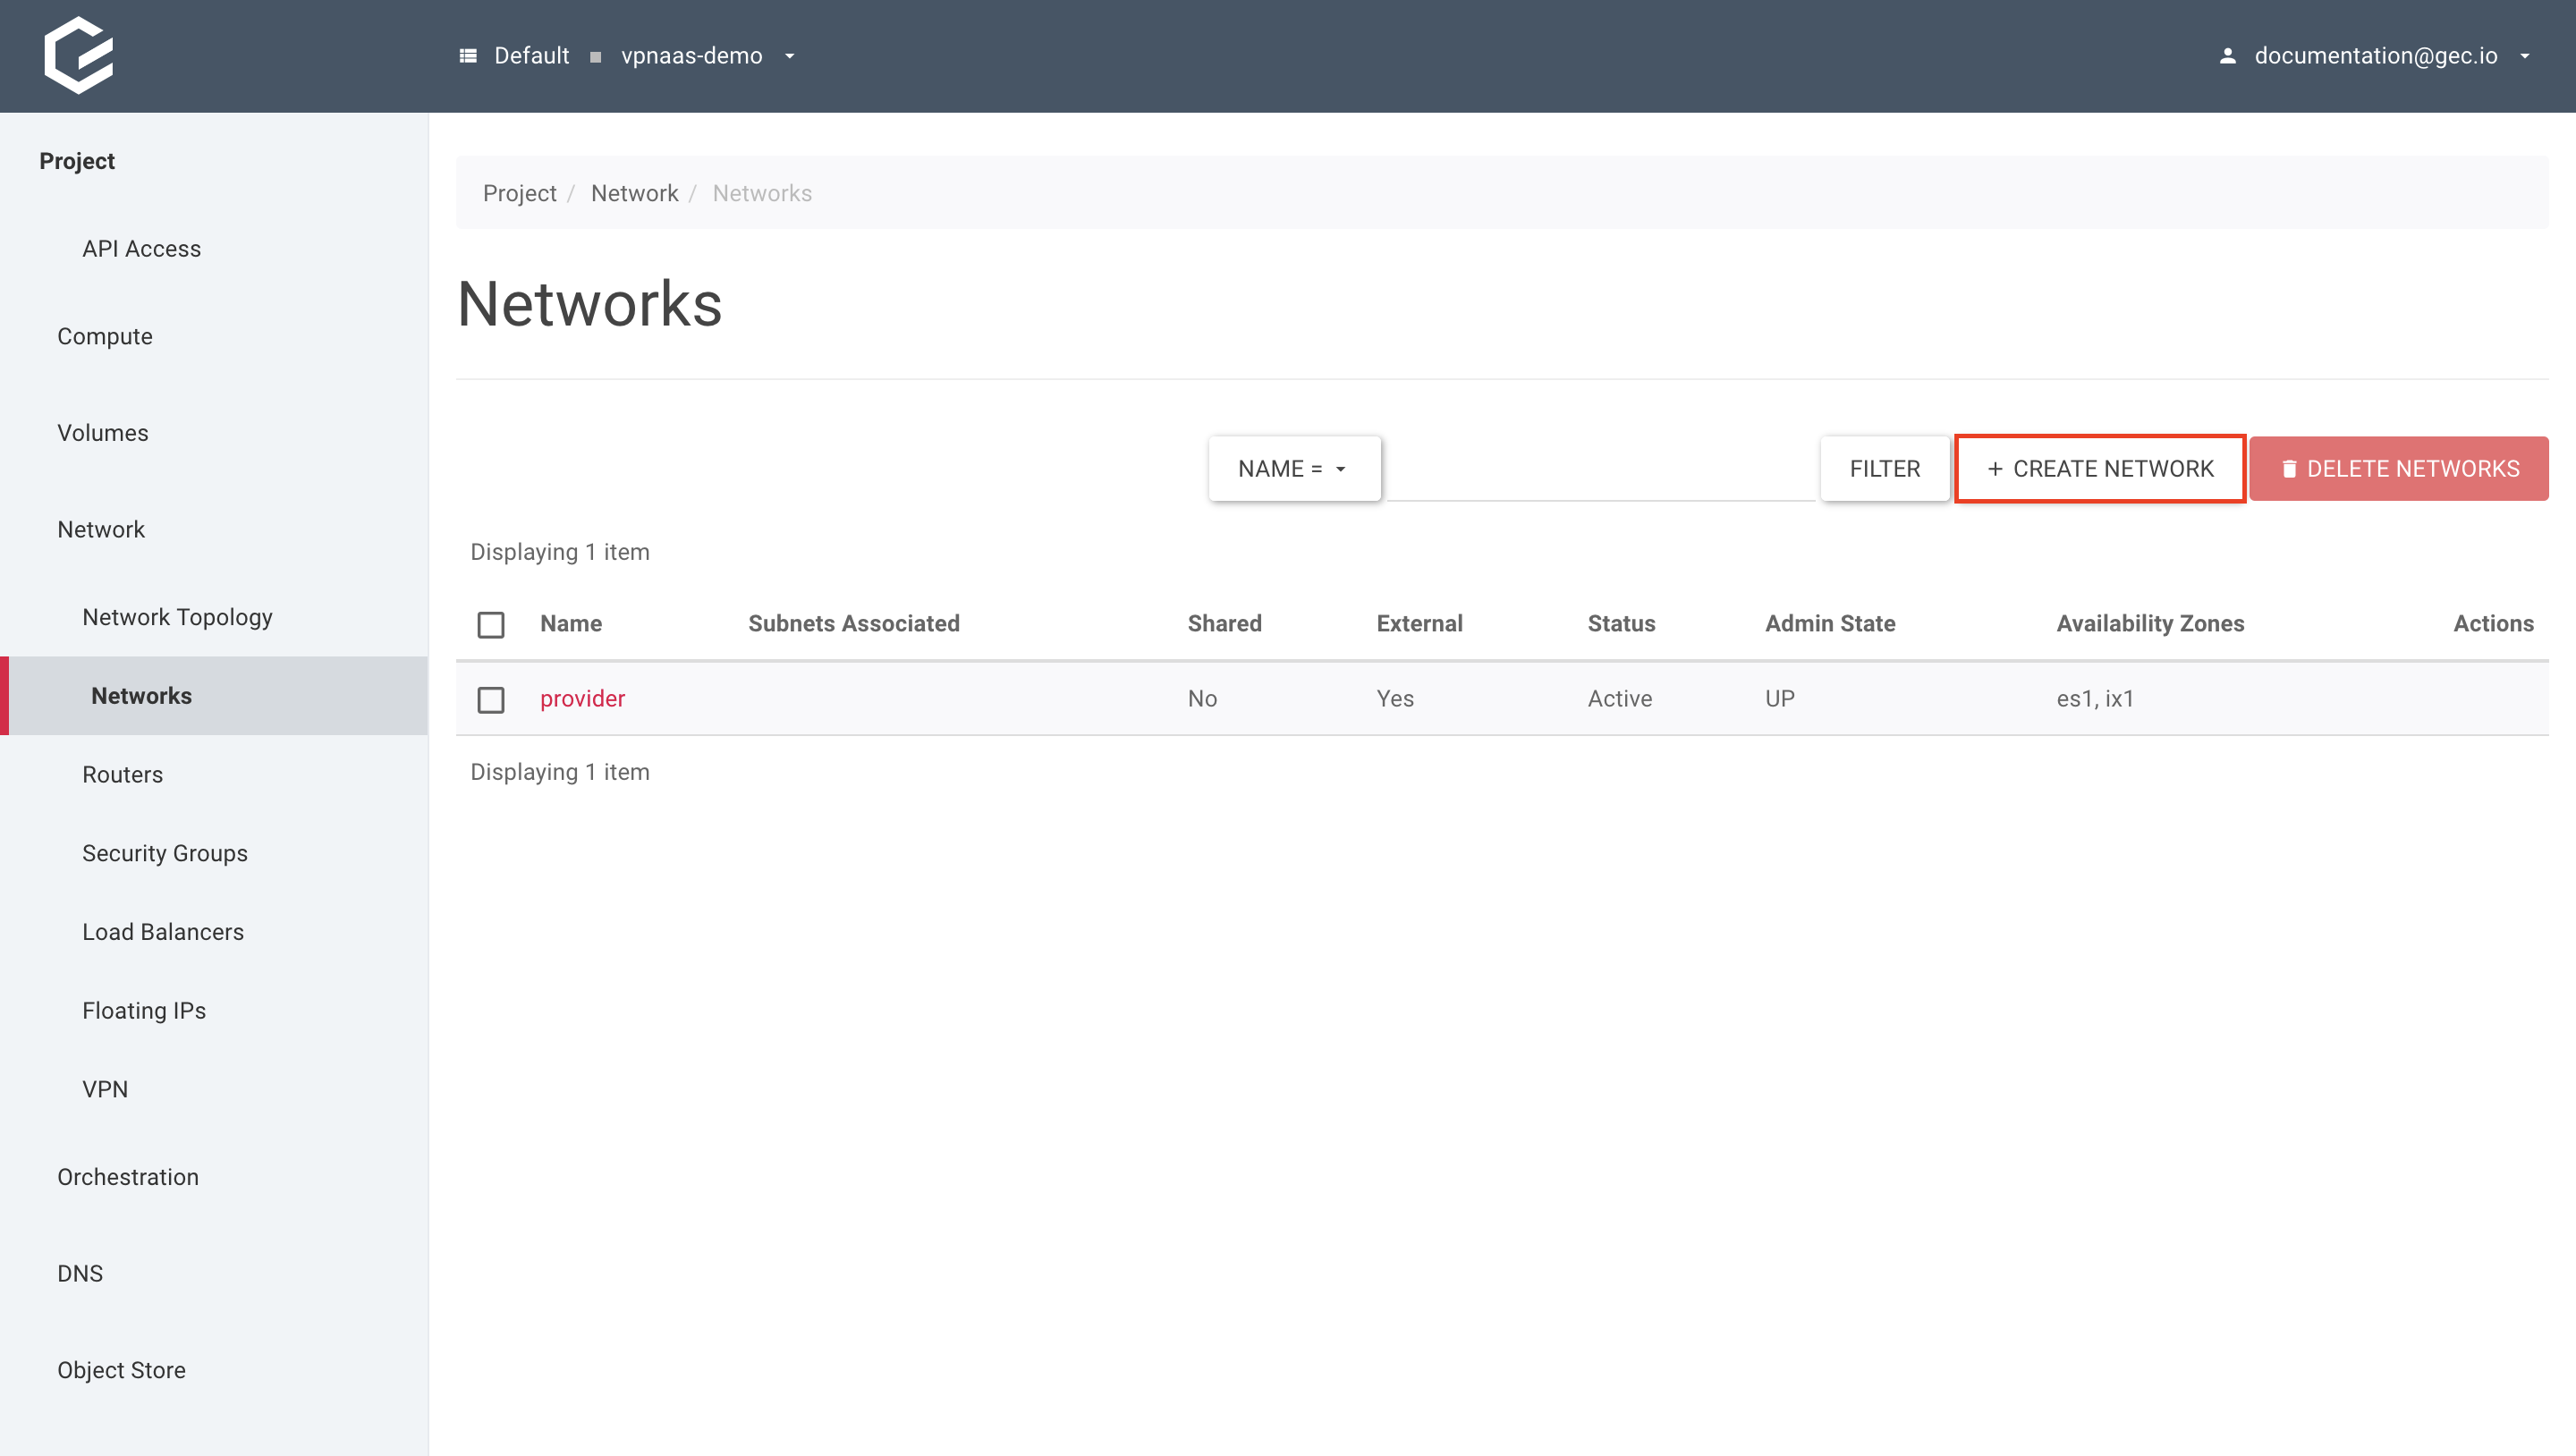 Default vpnaas-demo
documentation@gec.io
Project
API Access
Compute
Volumes
Network
Network Topology
Networks
Routers
Security Groups
Load Balancers
Floating IPs
VPN
Orchestration
DNS
Object Store
Project / Network / Networks
Networks
NAME = FILTER + CREATE NETWORK DELETE NETWORKS
Displaying 1 item
Name Subnets Associated Shared External Status Admin State Availability Zones Actions
provider No Yes Active UP es1, ix1
Displaying 1 item